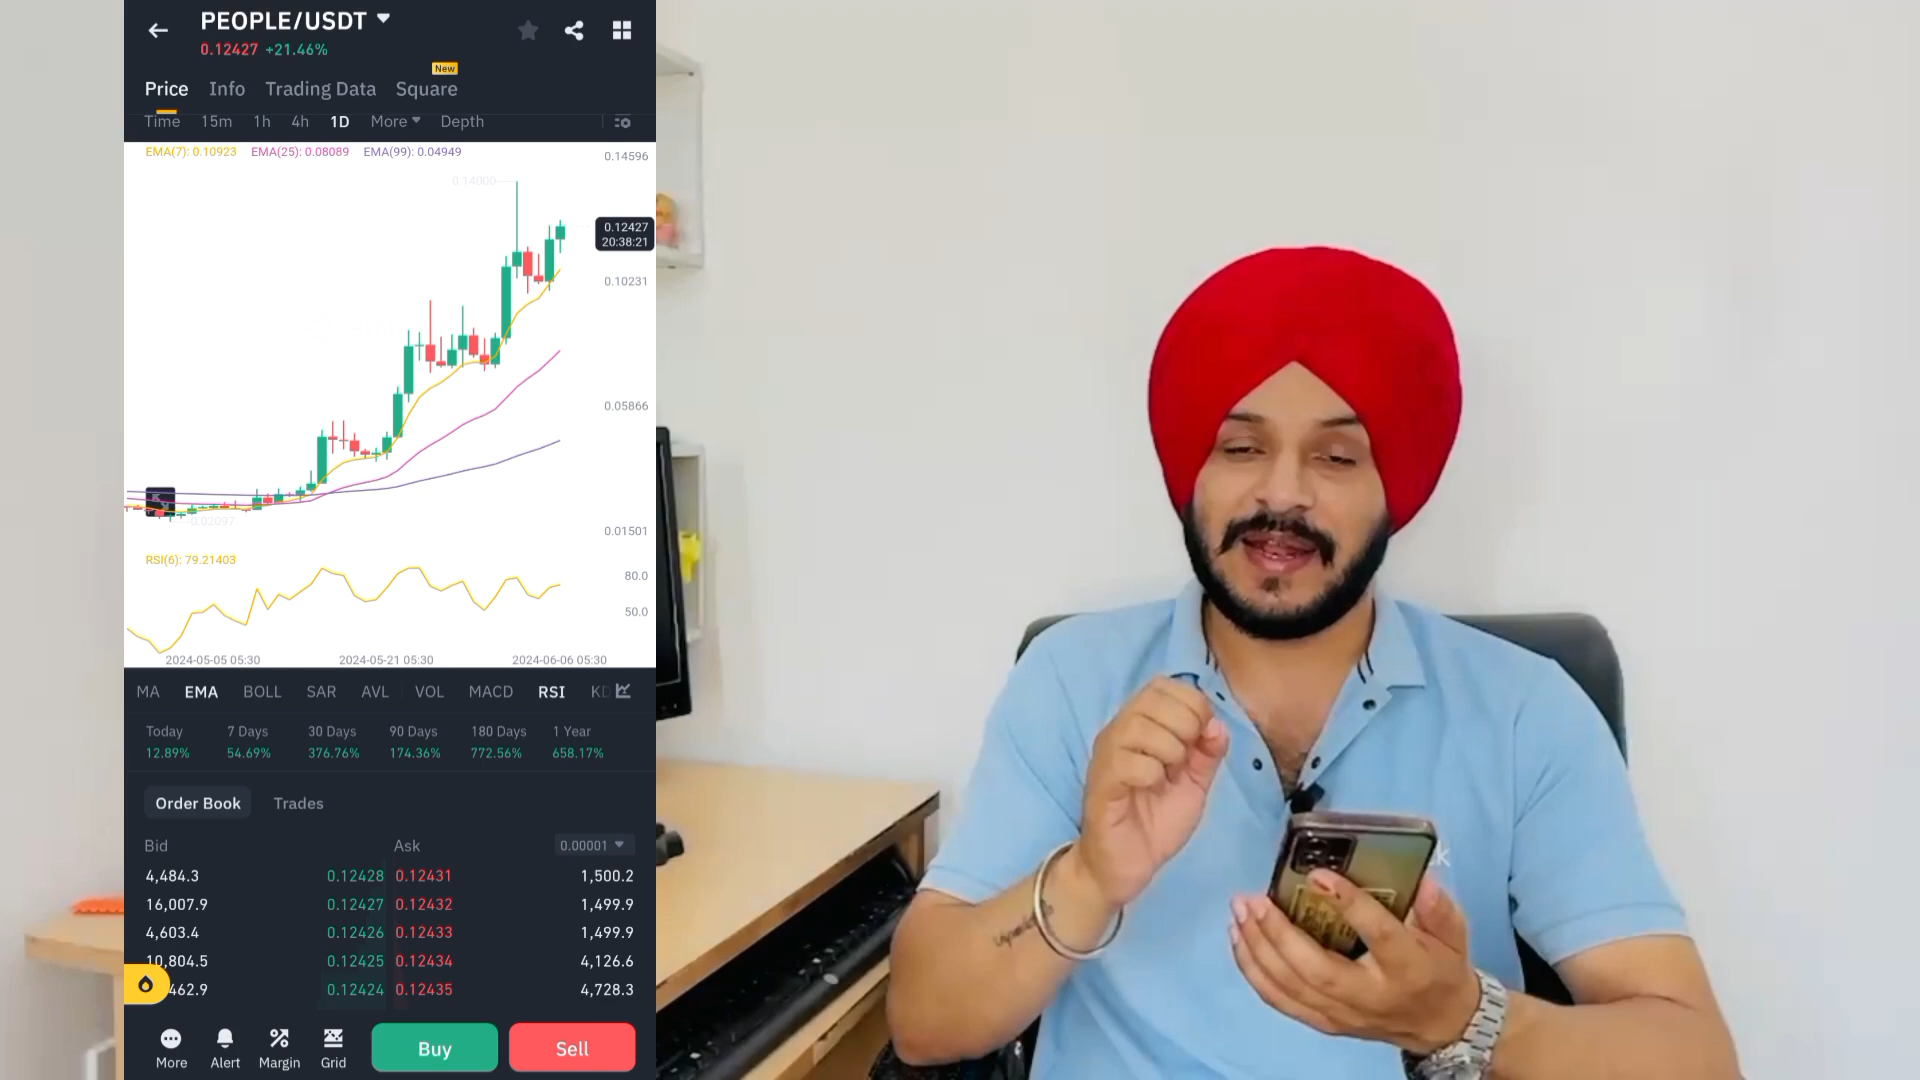 PEOPLE/USDT
0.12427 +21.46%
New
Price Info Trading Data Square
Time 15m 1h 4h 1D More Depth
EMA(7): 0.10923 EMA(25): 0.08089 EMA(99): 0.04949
0.14596
0.14000
0.12427
20:38:21
0.10231
0.05866
0.02097
0.01501
RSI(6): 79.21403
80.0
50.0
2024-05-05 05:30 2024-05-21 05:30 2024-06-06 05:30
MA EMA BOLL SAR AVL VOL MACD RSI KD
Today 7 Days 30 Days 90 Days 180 Days 1 Year
12.89% 54.69% 376.76% 174.36% 772.56% 658.17%
Order Book Trades
Bid Ask 0.00001
4,484.3 0.12428 0.12431 1,500.2
16,007.9 0.12427 0.12432 1,499.9
4,603.4 0.12426 0.12433 1,499.9
10,804.5 0.12425 0.12434 4,126.6
462.9 0.12424 0.12435 4,728.3
More Alert Margin Grid Buy Sell